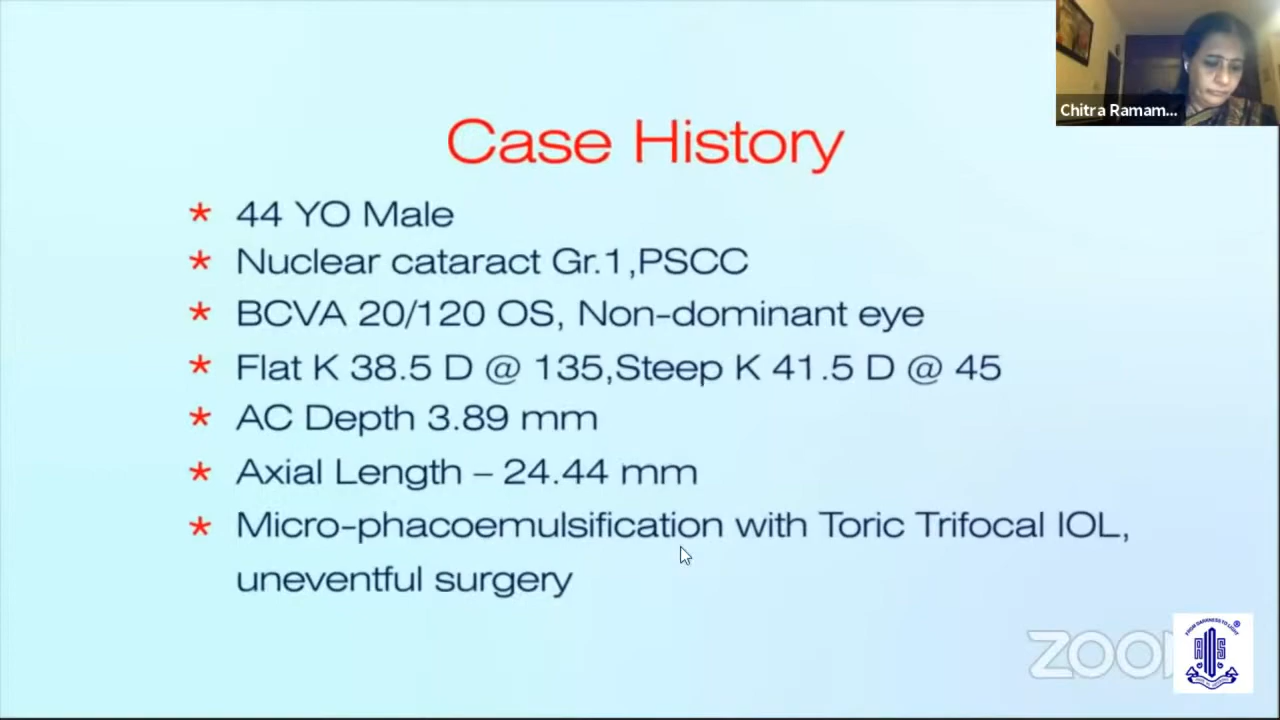 Chitra Ramam...
Case History
* 44 YO Male
* Nuclear cataract Gr.1,PSCC
* BCVA 20/120 OS, Non-dominant eye
* Flat K 38.5 D @ 135,Steep K 41.5 D @ 45
* AC Depth 3.89 mm
* Axial Length – 24.44 mm
* Micro-phacoemulsification with Toric Trifocal IOL,
uneventful surgery
ZOO